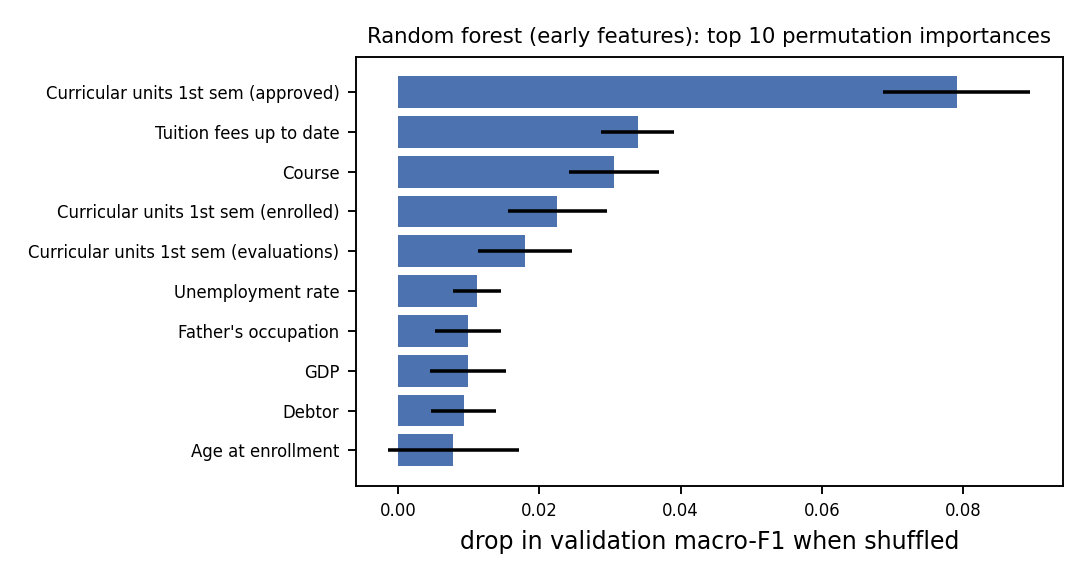 Random forest (early features): top 10 permutation importances
Curricular units 1st sem (approved)
Tuition fees up to date
Course
Curricular units 1st sem (enrolled)
Curricular units 1st sem (evaluations)
Unemployment rate
Father's occupation
GDP
Debtor
Age at enrollment
0.00 0.02 0.04 0.06 0.08
drop in validation macro-F1 when shuffled